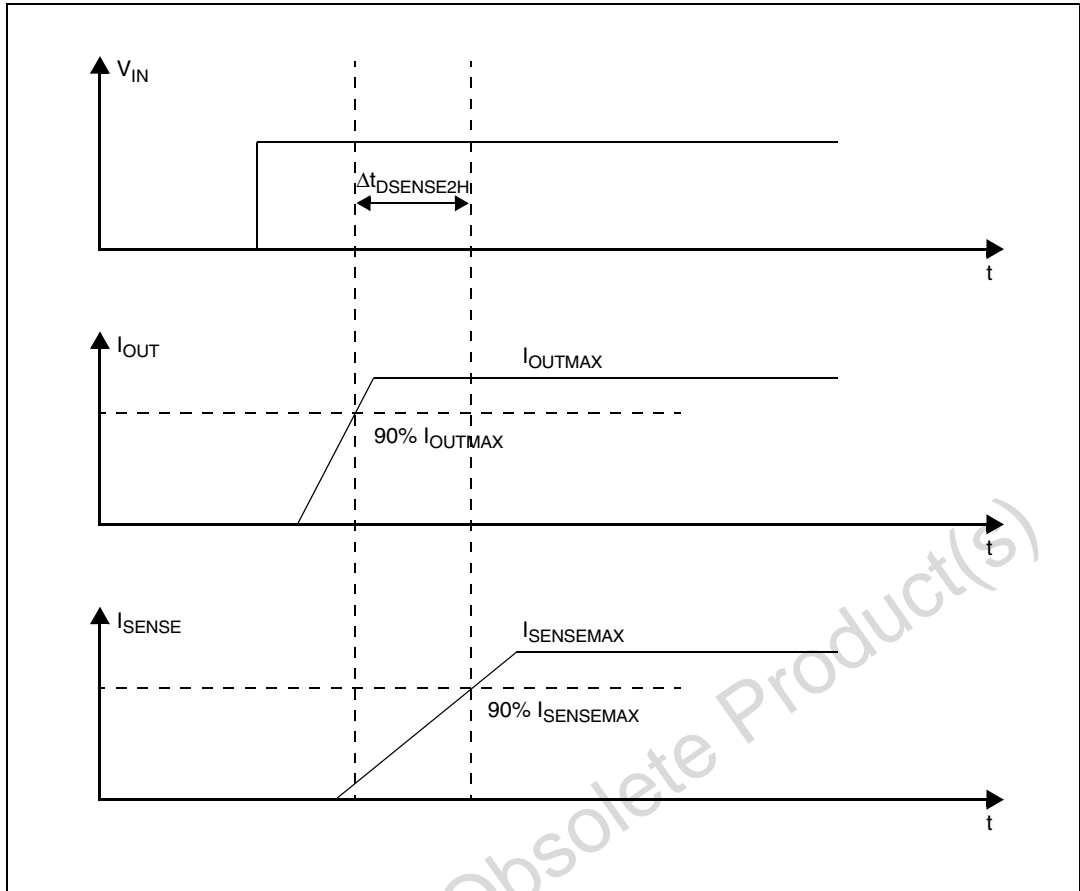 V_IN
Δt_DSENSE2H
t
I_OUT
I_OUTMAX
90% I_OUTMAX
t
I_SENSE
I_SENSEMAX
90% I_SENSEMAX
t
Obsolete Product(s)